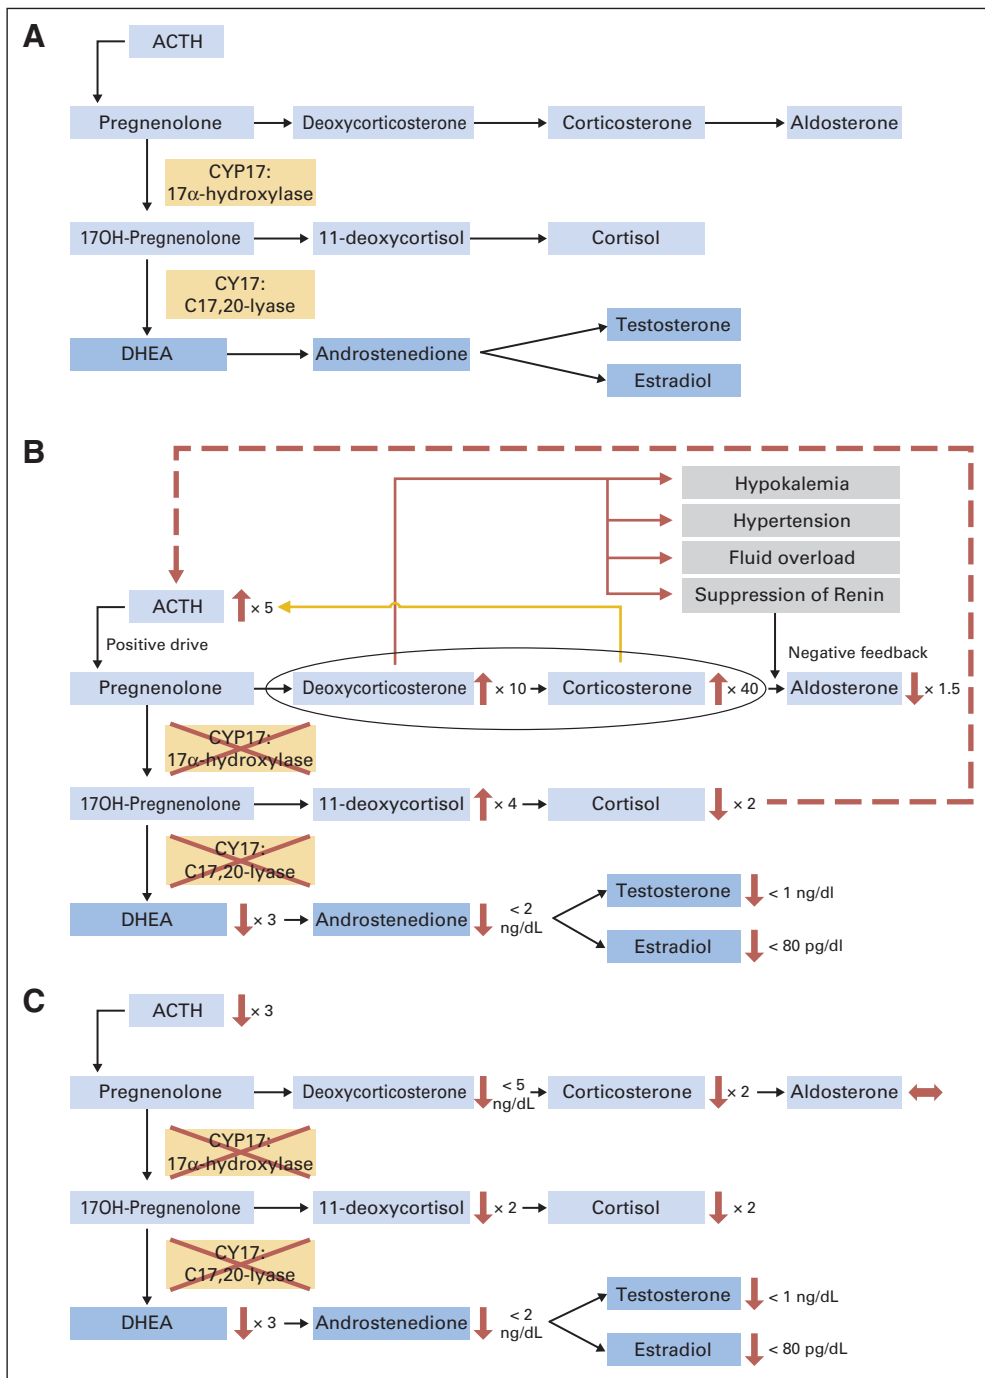 A
ACTH
Pregnenolone
Deoxycorticosterone
Corticosterone
Aldosterone
CYP17:
17α-hydroxylase
17OH-Pregnenolone
11-deoxycortisol
Cortisol
CY17:
C17,20-lyase
DHEA
Androstenedione
Testosterone
Estradiol
B
Hypokalemia
Hypertension
Fluid overload
Suppression of Renin
ACTH
× 5
Positive drive
Negative feedback
Pregnenolone
Deoxycorticosterone
× 10
Corticosterone
× 40
Aldosterone
× 1.5
CYP17:
17α-hydroxylase
17OH-Pregnenolone
11-deoxycortisol
× 4
Cortisol
× 2
CY17:
C17,20-lyase
DHEA
× 3
Androstenedione
< 2
ng/dL
Testosterone
< 1 ng/dl
Estradiol
< 80 pg/dl
C
ACTH
× 3
Pregnenolone
Deoxycorticosterone
< 5
ng/dL
Corticosterone
× 2
Aldosterone
CYP17:
17α-hydroxylase
17OH-Pregnenolone
11-deoxycortisol
× 2
Cortisol
× 2
CY17:
C17,20-lyase
DHEA
× 3
Androstenedione
< 2
ng/dL
Testosterone
< 1 ng/dL
Estradiol
< 80 pg/dL